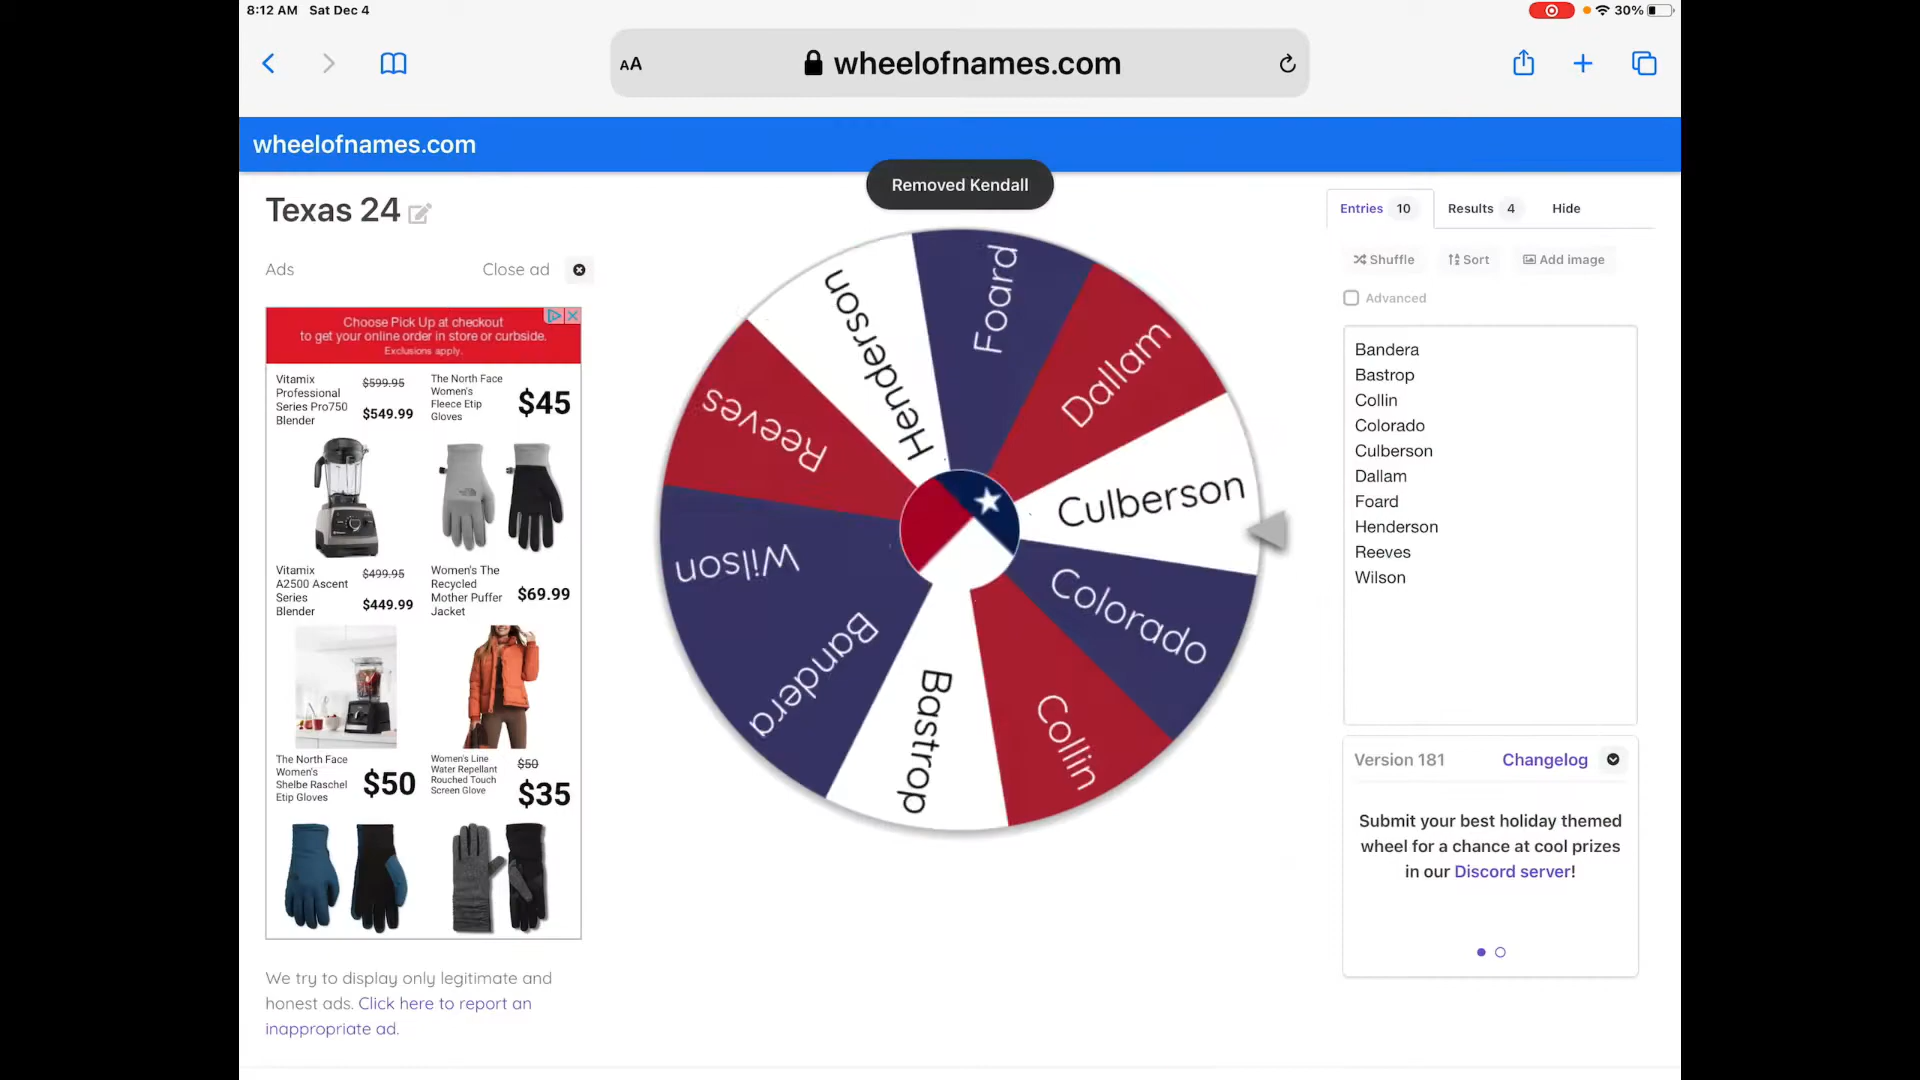 8:12 AM Sat Dec 4
30%
AA wheelofnames.com
wheelofnames.com
Removed Kendall
Texas 24
Ads
Close ad
Choose Pick Up at checkout
to get your online order in store or curbside.
Exclusions apply.
Vitamix
Professional
Series Pro750
Blender
$599.95
$549.99
The North Face
Women's
Fleece Etip
Gloves
$45
Vitamix
A2500 Ascent
Series
Blender
$499.95
$449.99
Women's The
Recycled
Mother Puffer
Jacket
$69.99
The North Face
Women's
Shelbe Raschel
Etip Gloves
$50
Women's Line
Water Repellant
Rouched Touch
Screen Glove
$50
$35
We try to display only legitimate and
honest ads. Click here to report an
inappropriate ad.
Foard
Dallam
Culberson
Colorado
Collin
Bastrop
Bandera
Wilson
Reeves
Henderson
Entries 10
Results 4
Hide
Shuffle
Sort
Add image
Advanced
Bandera
Bastrop
Collin
Colorado
Culberson
Dallam
Foard
Henderson
Reeves
Wilson
Version 181
Changelog
Submit your best holiday themed
wheel for a chance at cool prizes
in our Discord server!